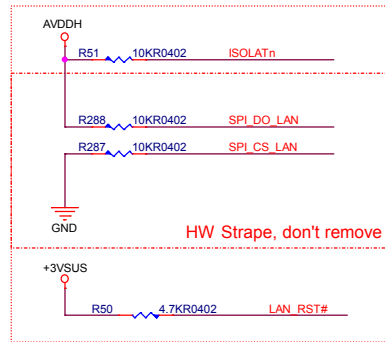 AVDDH
R51 10KR0402 ISOLATn
R288 10KR0402 SPI_DO_LAN
R287 10KR0402 SPI_CS_LAN
GND
HW Strape, don't remove
+3VSUS
R50 4.7KR0402 LAN_RST#